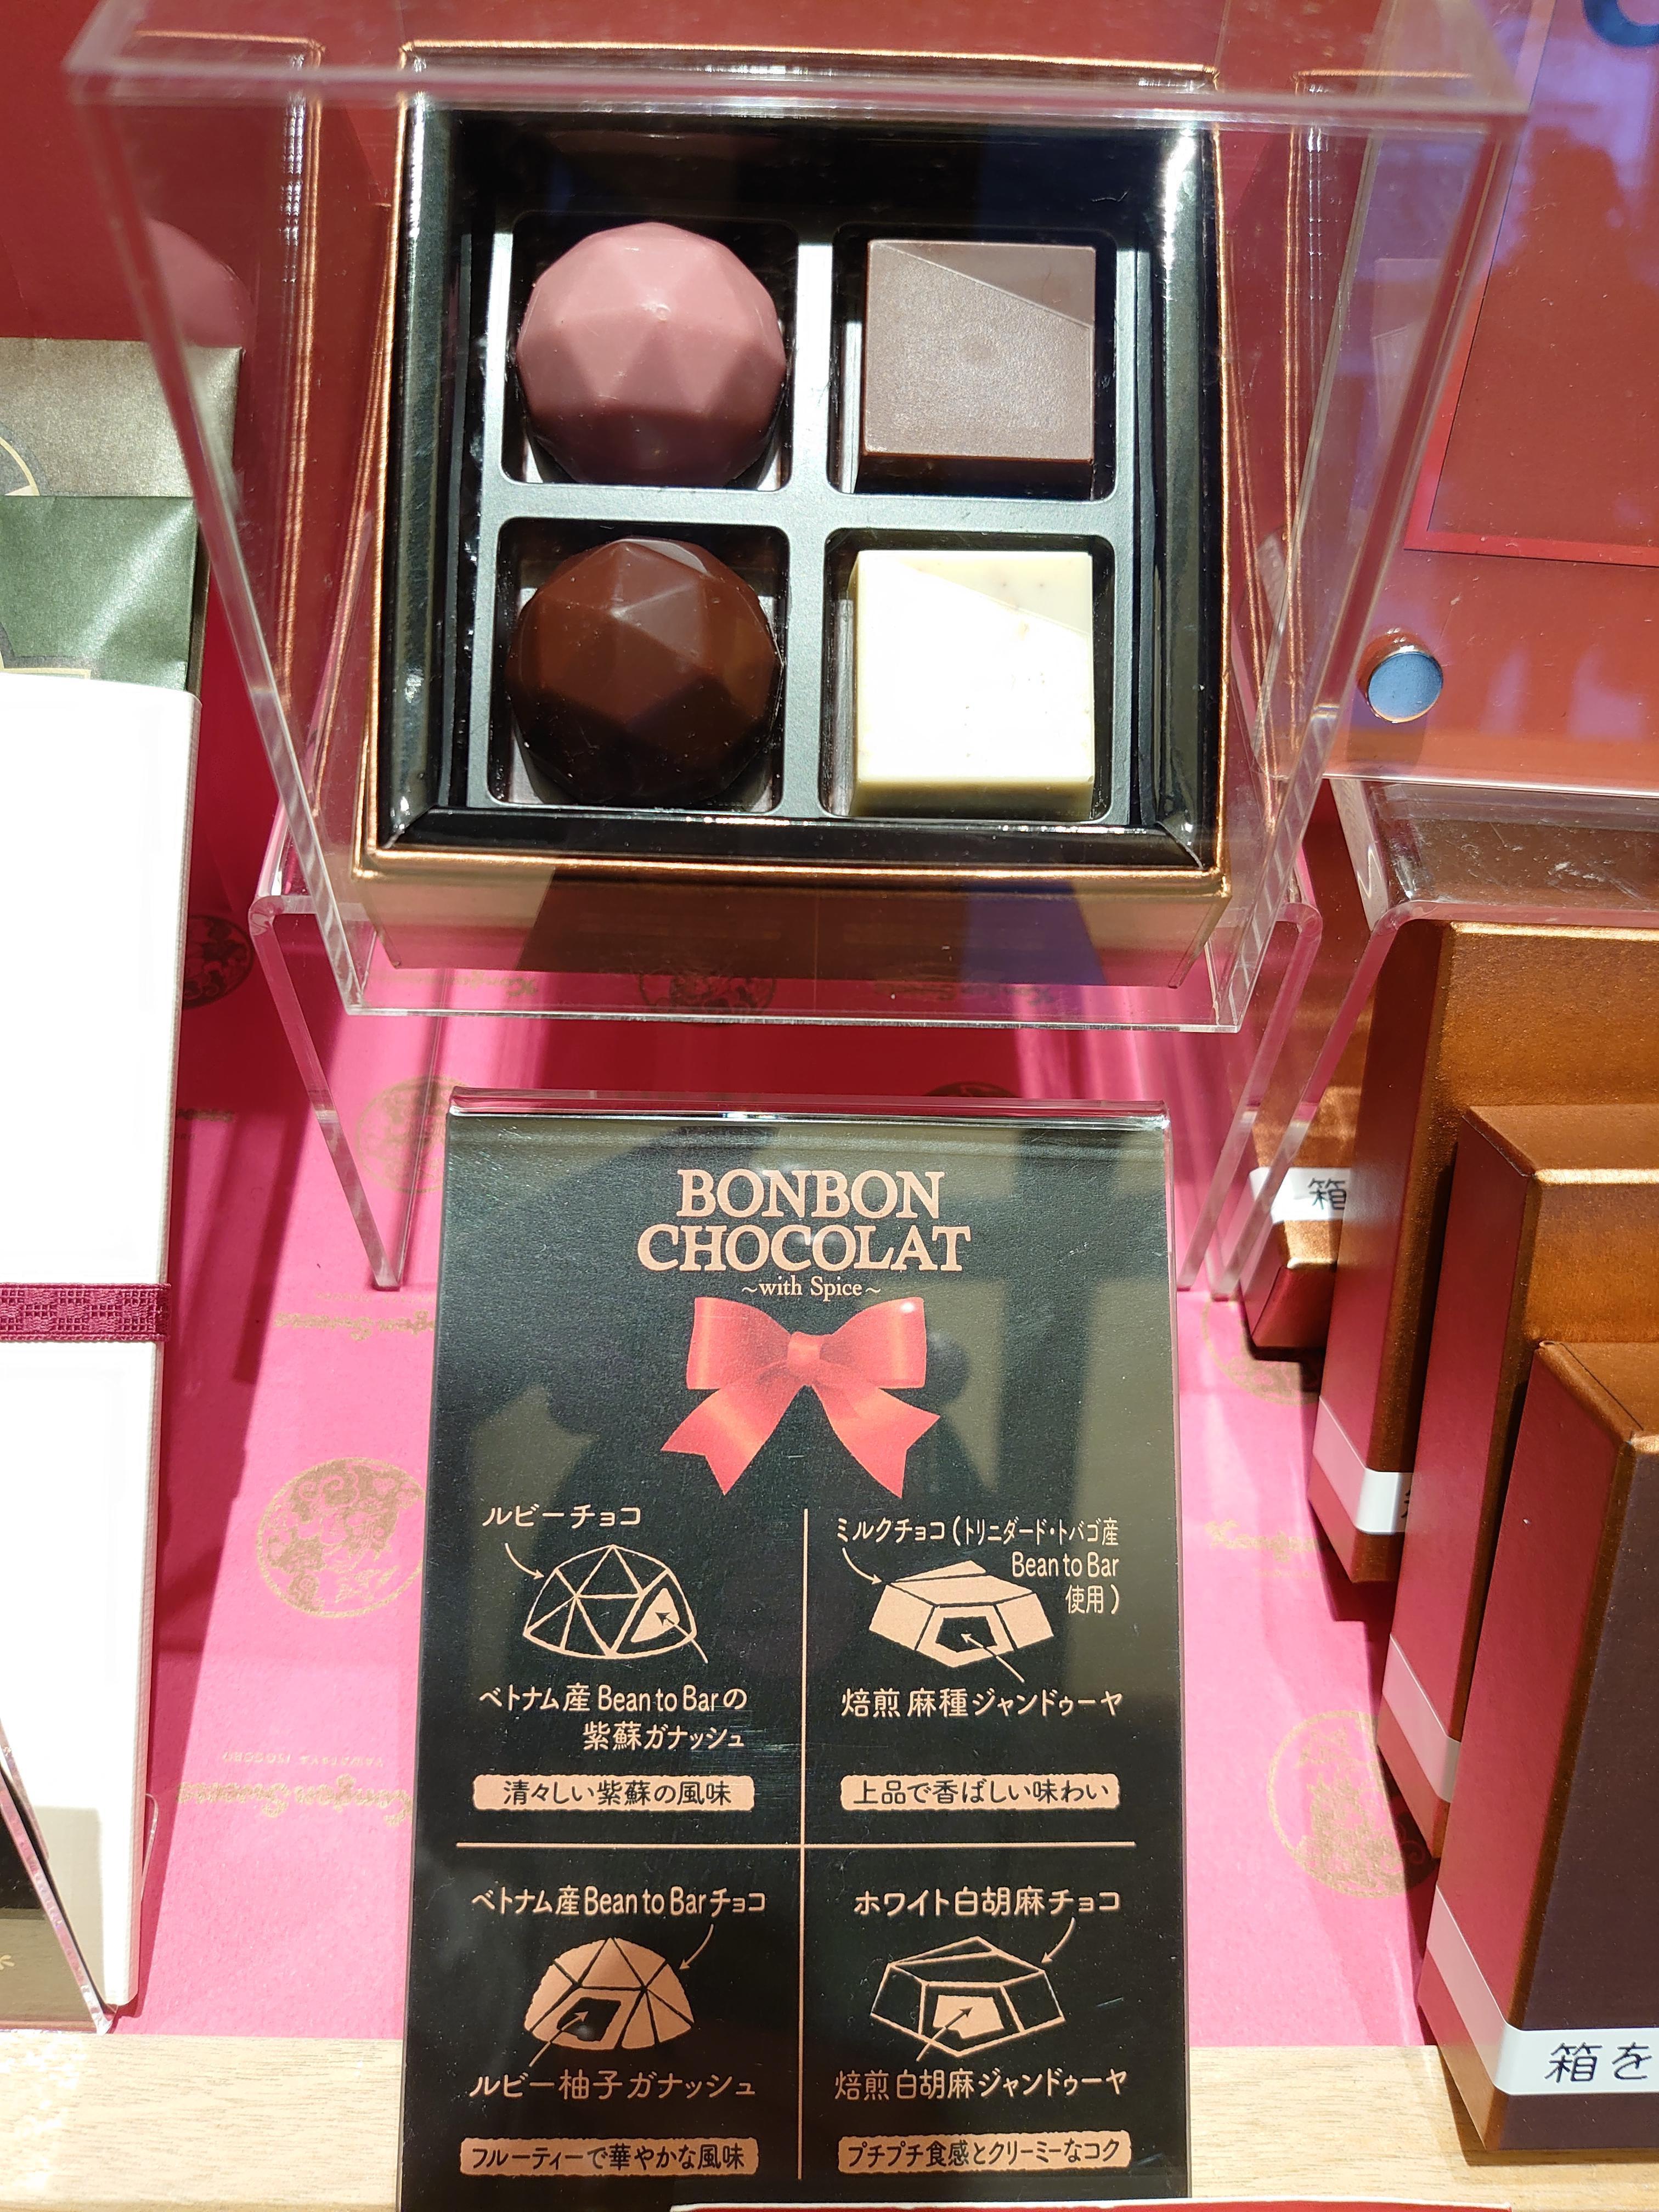 BONBON
CHOCOLAT
~with Spice~
ルビーチョコ
ベトナム産 Bean to Barの
紫蘇ガナッシュ
清々しい紫蘇の風味
ミルクチョコ(トリニダード・トバゴ産
Bean to Bar
使用)
焙煎 麻種ジャンドゥーヤ
上品で香ばしい味わい
ベトナム産Bean to Barチョコ
ルビー柚子ガナッシュ
フルーティーで華やかな風味
ホワイト白胡麻チョコ
焙煎白胡麻ジャンドゥーヤ
プチプチ食感とクリーミーなコク
箱
箱を